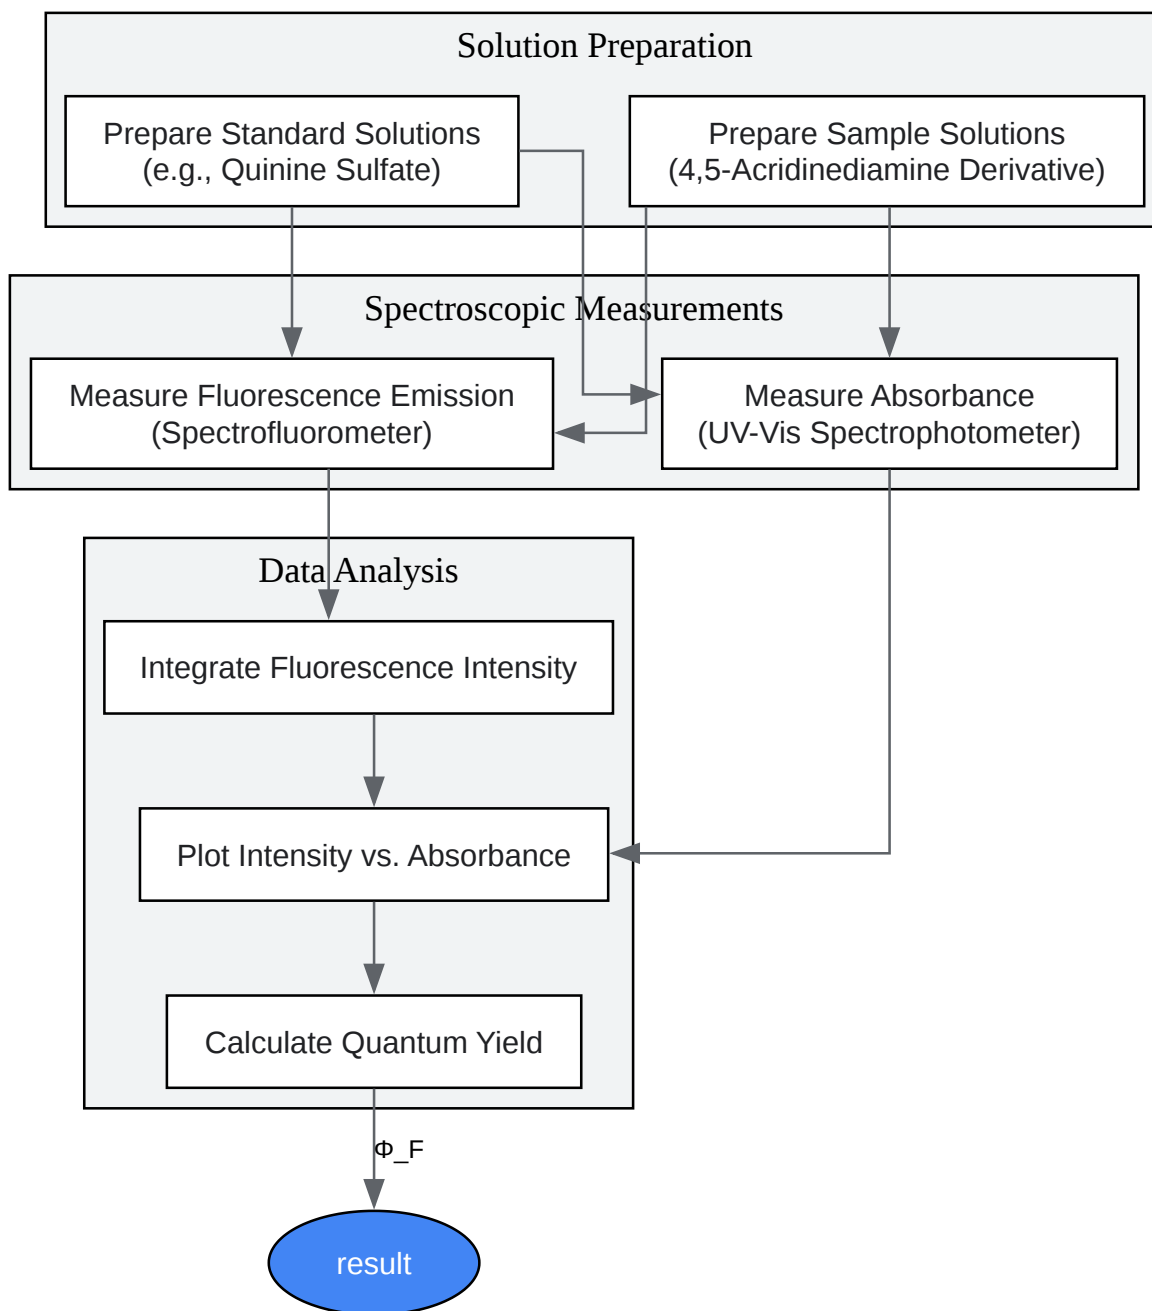 Solution Preparation
Prepare Standard Solutions
(e.g., Quinine Sulfate)
Prepare Sample Solutions
(4,5-Acridinediamine Derivative)
Spectroscopic Measurements
Measure Fluorescence Emission
(Spectrofluorometer)
Measure Absorbance
(UV-Vis Spectrophotometer)
Data Analysis
Integrate Fluorescence Intensity
Plot Intensity vs. Absorbance
Calculate Quantum Yield
Φ_F
result